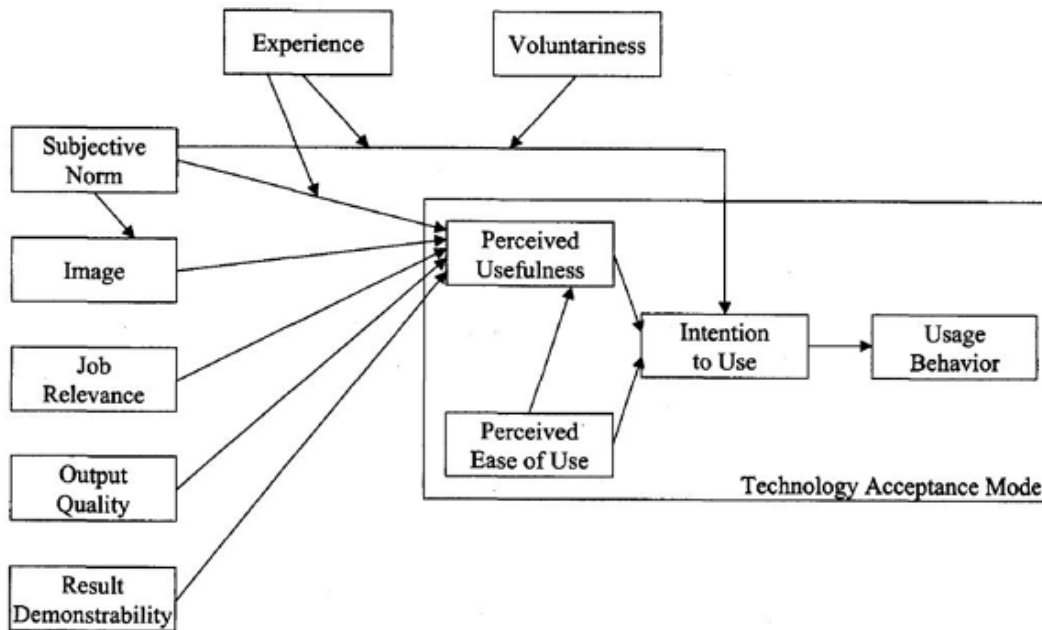 Experience
Voluntariness
Subjective
Norm
Image
Job
Relevance
Output
Quality
Result
Demonstrability
Perceived
Usefulness
Perceived
Ease of Use
Intention
to Use
Usage
Behavior
Technology Acceptance Mode